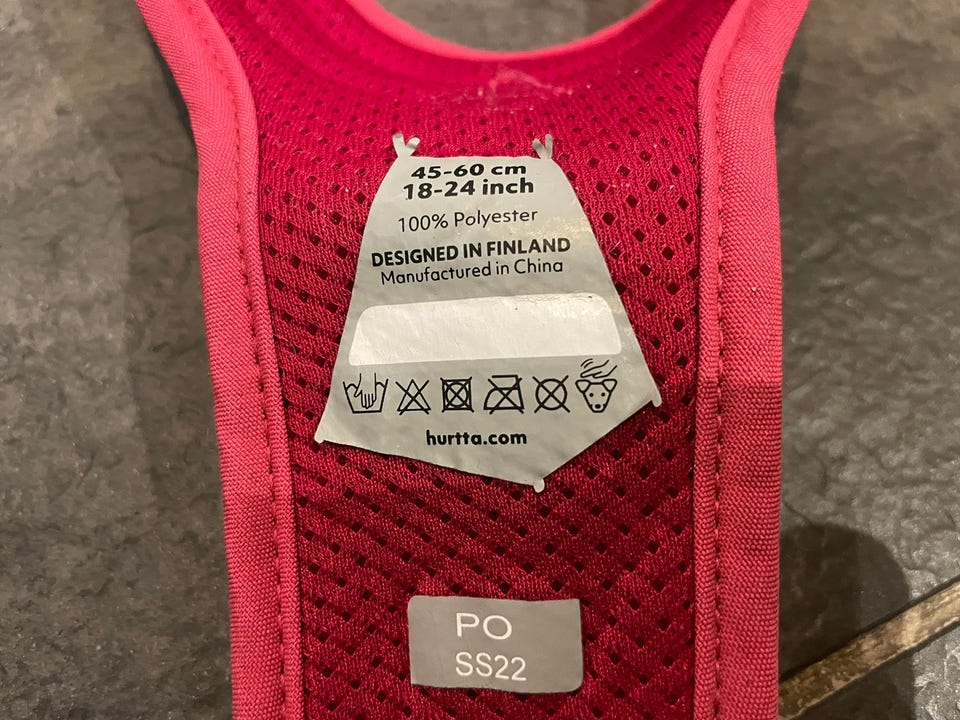 45-60 cm
18-24 inch
100% Polyester
DESIGNED IN FINLAND
Manufactured in China
hurtta.com
PO
SS22